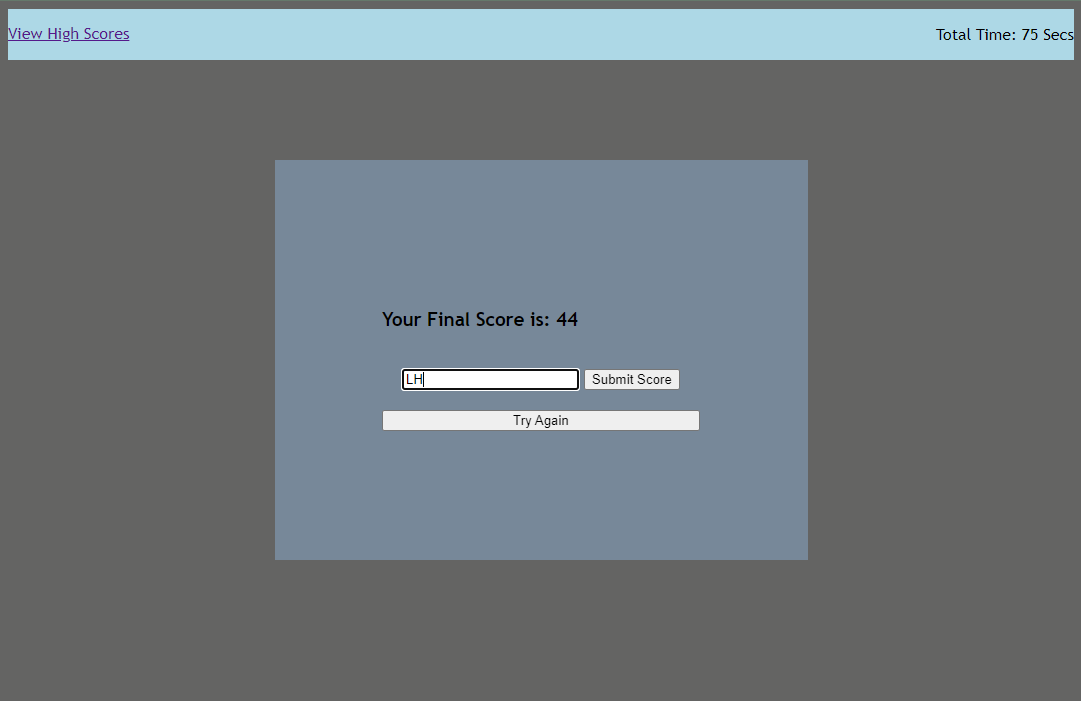 View High Scores
Total Time: 75 Secs
Your Final Score is: 44
LH
Submit Score
Try Again